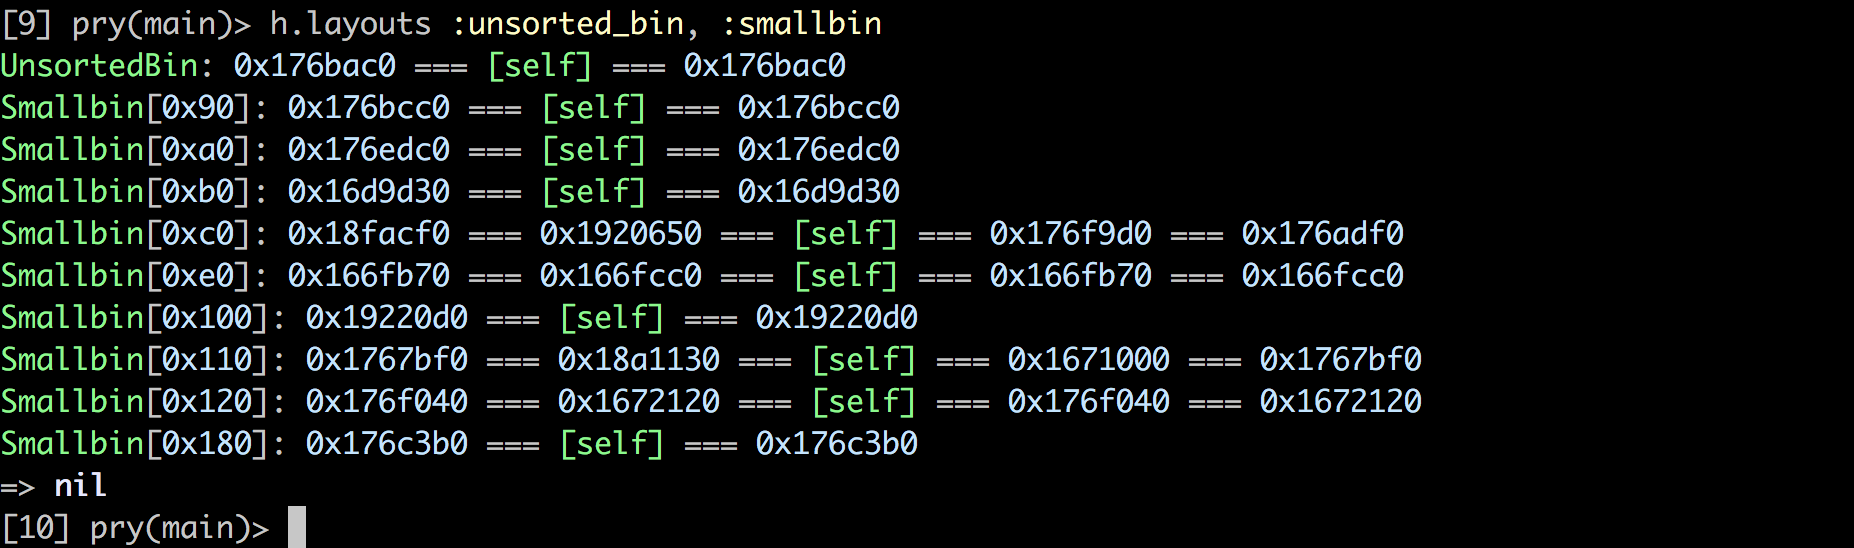 [9] pry(main)> h.layouts :unsorted_bin, :smallbin
UnsortedBin: 0x176bac0 === [self] === 0x176bac0
Smallbin[0x90]: 0x176bcc0 === [self] === 0x176bcc0
Smallbin[0xa0]: 0x176edc0 === [self] === 0x176edc0
Smallbin[0xb0]: 0x16d9d30 === [self] === 0x16d9d30
Smallbin[0xc0]: 0x18facf0 === 0x1920650 === [self] === 0x176f9d0 === 0x176adf0
Smallbin[0xe0]: 0x166fb70 === 0x166fcc0 === [self] === 0x166fb70 === 0x166fcc0
Smallbin[0x100]: 0x19220d0 === [self] === 0x19220d0
Smallbin[0x110]: 0x1767bf0 === 0x18a1130 === [self] === 0x1671000 === 0x1767bf0
Smallbin[0x120]: 0x176f040 === 0x1672120 === [self] === 0x176f040 === 0x1672120
Smallbin[0x180]: 0x176c3b0 === [self] === 0x176c3b0
=> nil
[10] pry(main)>